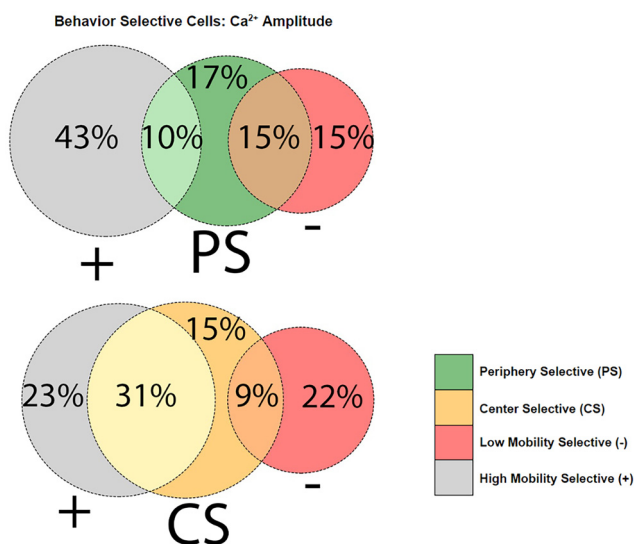 Behavior Selective Cells: Ca²⁺ Amplitude
17%
43% 10% 15% 15%
+ PS -
15%
23% 31% 9% 22%
+ CS -
Periphery Selective (PS)
Center Selective (CS)
Low Mobility Selective (-)
High Mobility Selective (+)